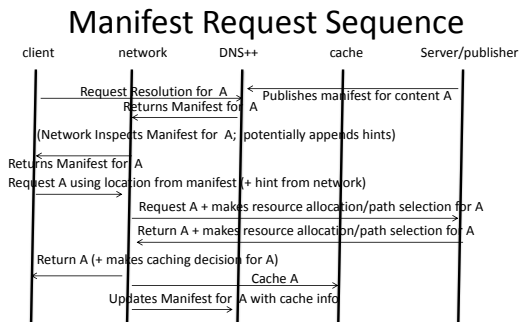 Manifest Request Sequence
client network DNS++ cache Server/publisher
Request Resolution for A
Publishes manifest for content A
Returns Manifest for A
(Network Inspects Manifest for A; potentially appends hints)
Returns Manifest for A
Request A using location from manifest (+ hint from network)
Request A + makes resource allocation/path selection for A
Return A + makes resource allocation/path selection for A
Return A (+ makes caching decision for A)
Cache A
Updates Manifest for A with cache info